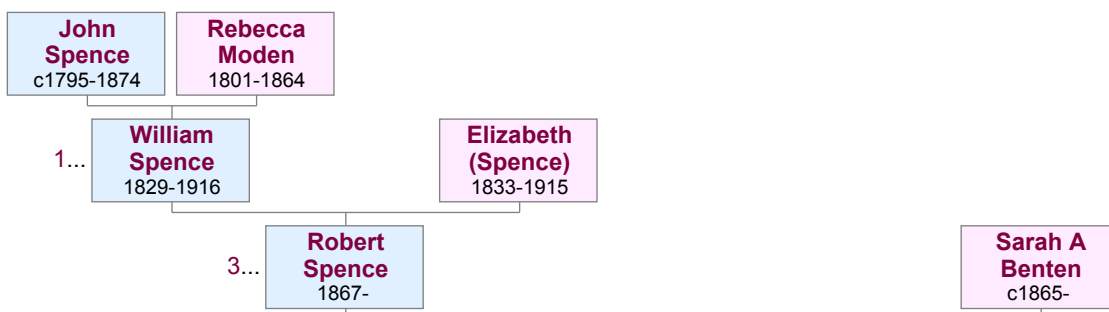 John
Spence
c1795-1874
Rebecca
Moden
1801-1864
1...
William
Spence
1829-1916
Elizabeth
(Spence)
1833-1915
3...
Robert
Spence
1867-
Sarah A
Benten
c1865-